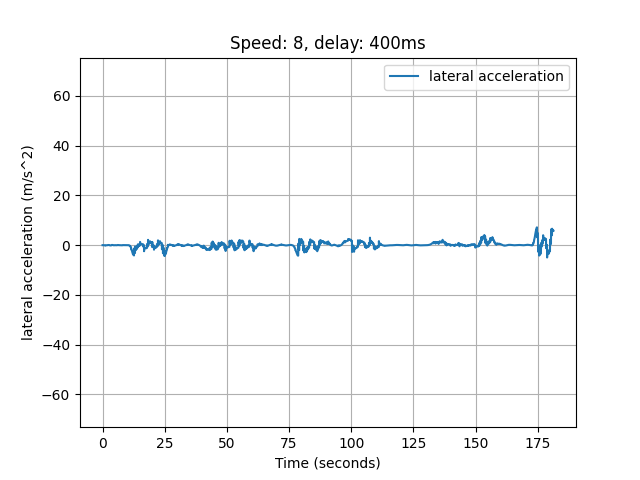 Speed: 8, delay: 400ms
lateral acceleration
lateral acceleration (m/s^2)
60
40
20
0
−20
−40
−60
0 25 50 75 100 125 150 175
Time (seconds)